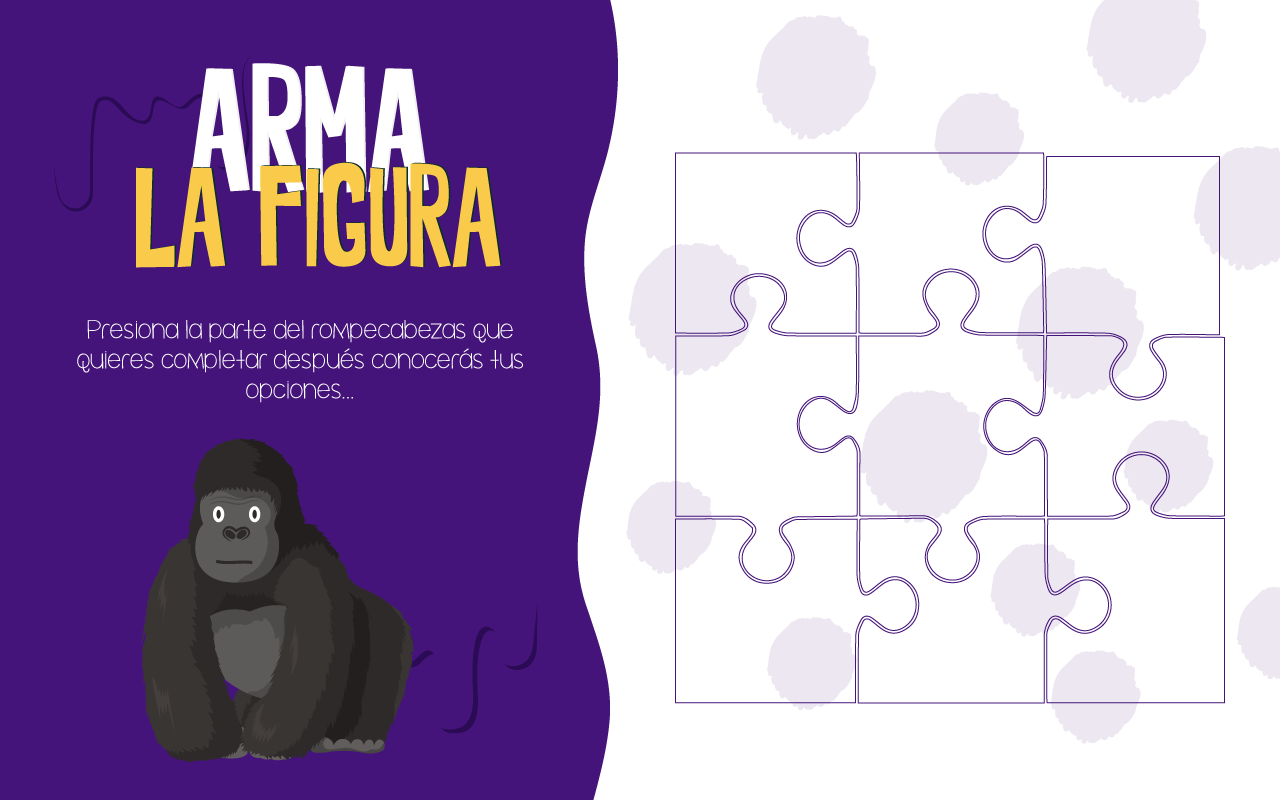 ARMA
LA FIGURA
Presiona la parte del rompecabezas que
quieres completar después conocerás tus
opciones...